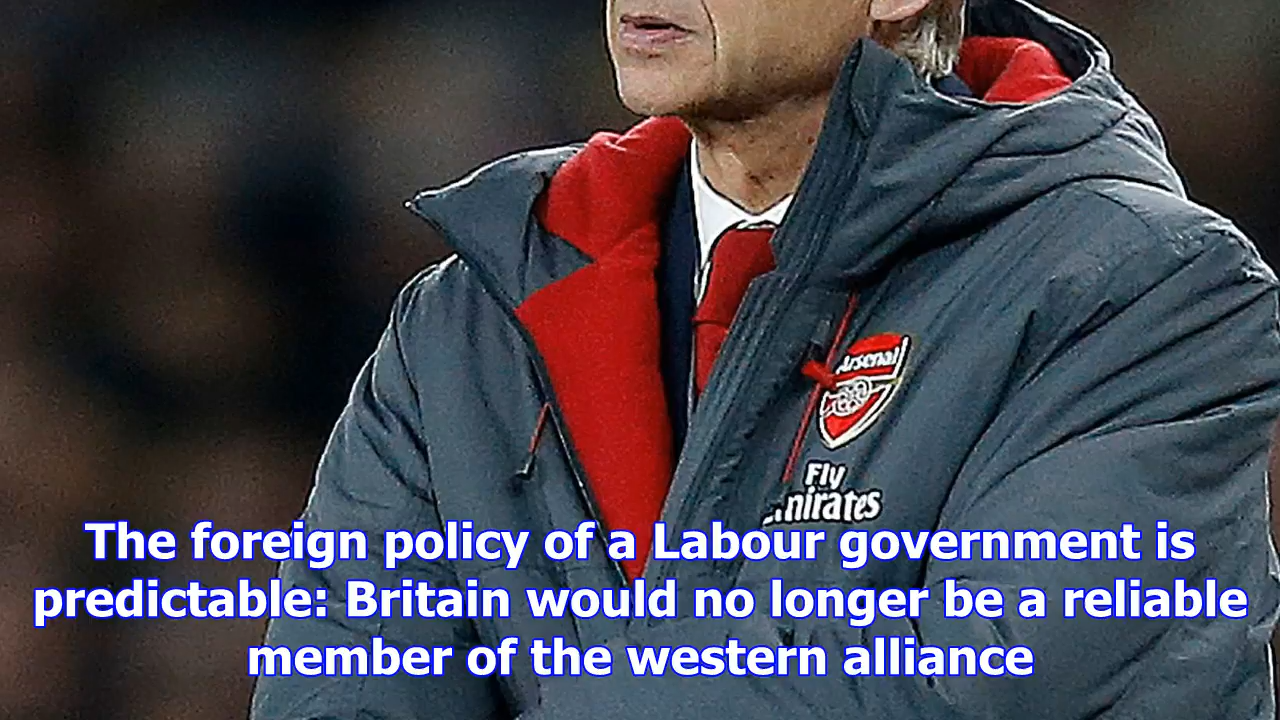 Arsenal
Fly
Emirates
The foreign policy of a Labour government is
predictable: Britain would no longer be a reliable
member of the western alliance